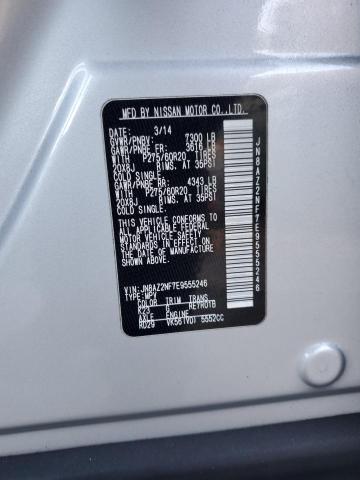 MFD BY NISSAN MOTOR CO.,LTD.
DATE: 3/14
GVWR/PNBV: 7300 LB
GAWR/PNBE FR: 3616 LB
WITH P275/60R20 TIRES
20X8J RIMS, AT 35PSI
COLD SINGLE
GAWR/PNBE RR: 4343 LB
WITH P275/60R20 TIRES
20X8J RIMS, AT 35PSI
COLD SINGLE
THIS VEHICLE CONFORMS TO ALL
APPLICABLE FEDERAL MOTOR
VEHICLE SAFETY STANDARDS
IN EFFECT ON THE DATE OF
MANUFACTURE SHOWN
ABOVE
VIN: JN8AZ2NF7E9555246
TYPE: MPV
COLOR TRIM TRANS
K23 G RE7R01B
AXLE ENGINE
RD29 VK56(VD) 5552CC
JN8AZ2NF7E9555246